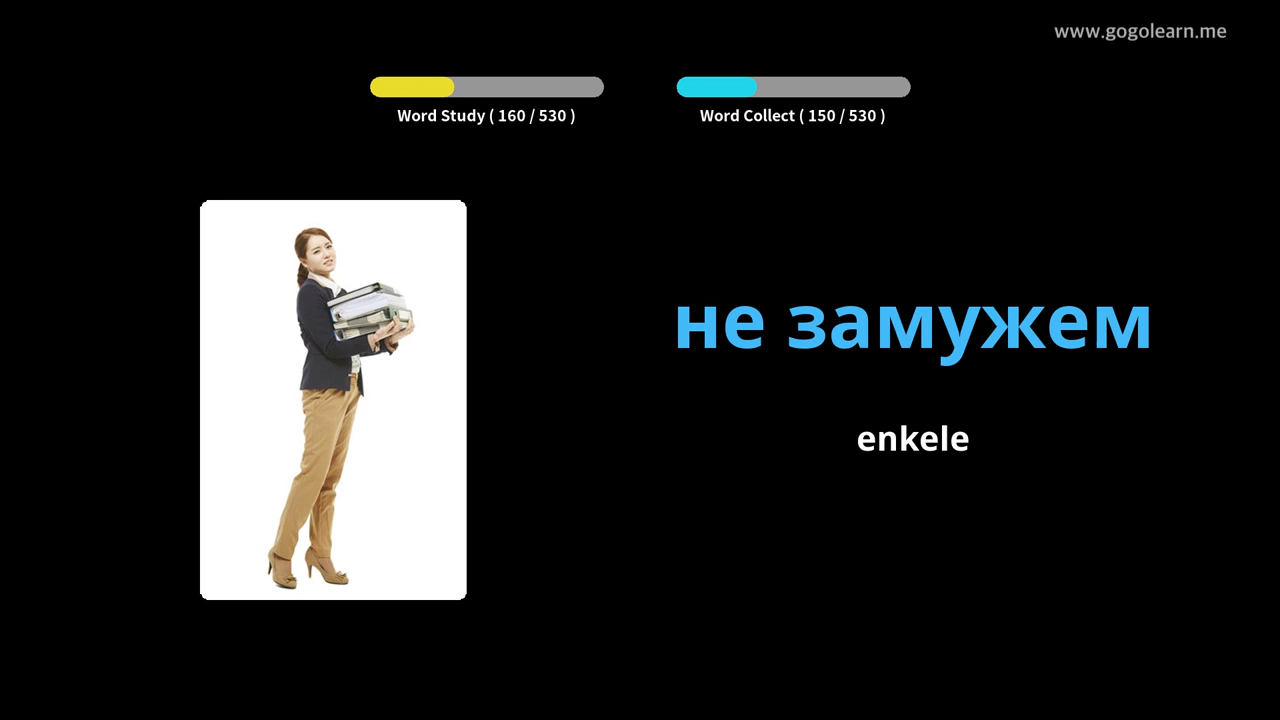 www.gogolearn.me
Word Study ( 160 / 530 )
Word Collect ( 150 / 530 )
не замужем
enkele